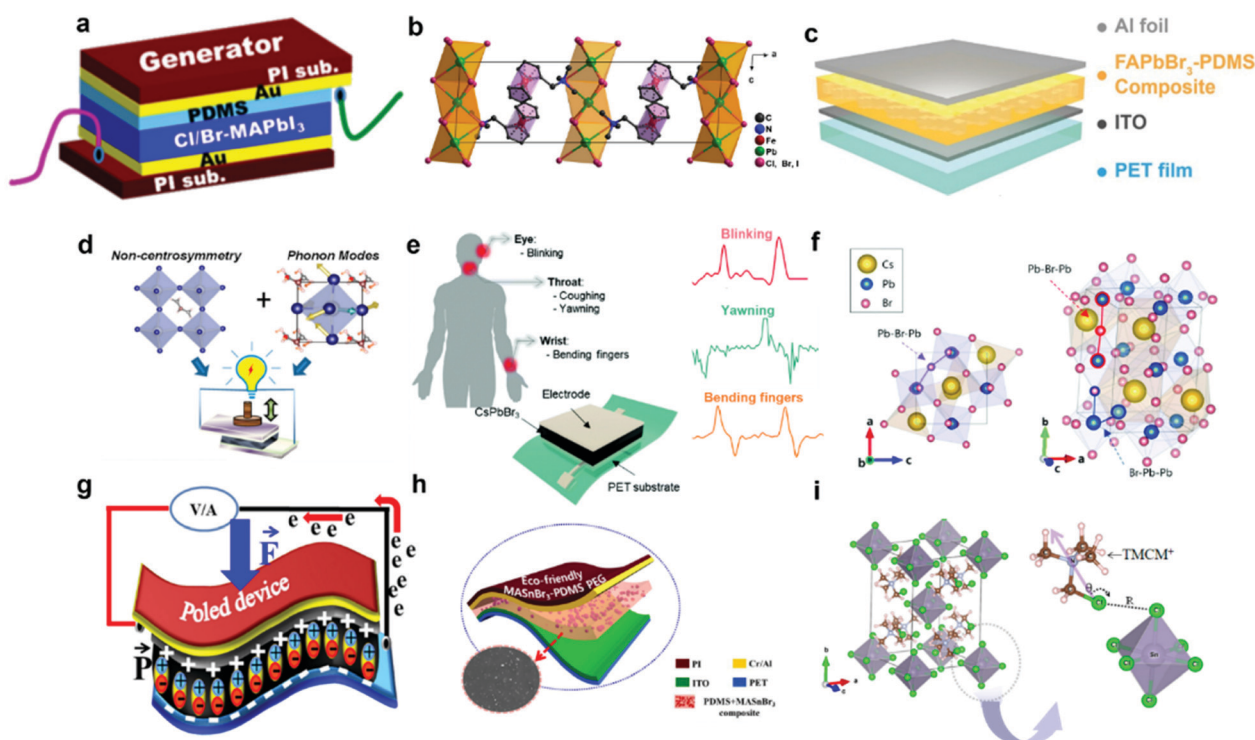 a
Generator
PI sub.
Au
PDMS
Cl/Br-MAPbI3
Au
PI sub.
b
a
c
C
N
Fe
Pb
Cl, Br, I
c
Al foil
FAPbBr3-PDMS
Composite
ITO
PET film
d
Non-centrosymmetry
Phonon Modes
+
e
Eye:
- Blinking
Throat:
- Coughing
- Yawning
Wrist:
- Bending fingers
Electrode
CsPbBr3
PET substrate
Blinking
Yawning
Bending fingers
f
Cs
Pb
Br
Pb-Br-Pb
Pb-Br-Pb
Br-Pb-Pb
a
b
c
b
a
c
g
V/A
e e e e
e e e e e e e
F
Poled device
P
h
Eco-friendly
MASnBr3-PDMS PEG
PI
Cr/Al
ITO
PET
PDMS+MASnBr3
composite
i
TMCM+
θ
R
Sn
b
a
c